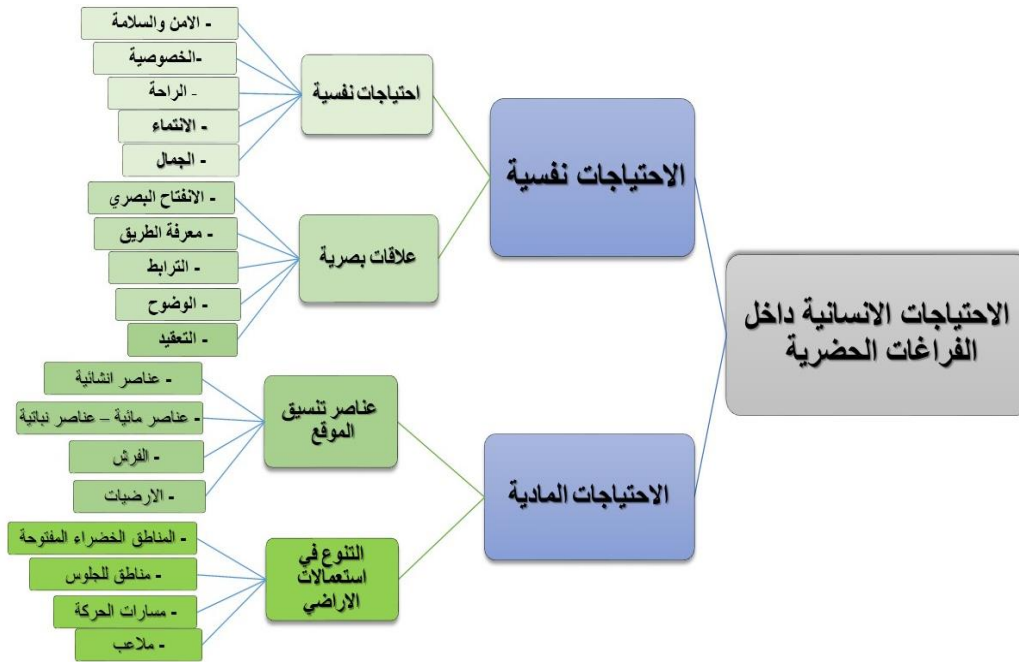 الاحتياجات الانسانية داخل
الفراغات الحضرية
الاحتياجات نفسية
احتياجات نفسية
- الامن والسلامة
-الخصوصية
- الراحة
- الانتماء
- الجمال
علاقات بصرية
- الانفتاح البصري
- معرفة الطريق
- الترابط
- الوضوح
- التعقيد
الاحتياجات المادية
عناصر تنسيق
الموقع
- عناصر انشائية
- عناصر مائية – عناصر نباتية
- الفرش
- الارضيات
التنوع في
استعمالات
الاراضي
- المناطق الخضراء المفتوحة
- مناطق للجلوس
- مسارات الحركة
- ملاعب